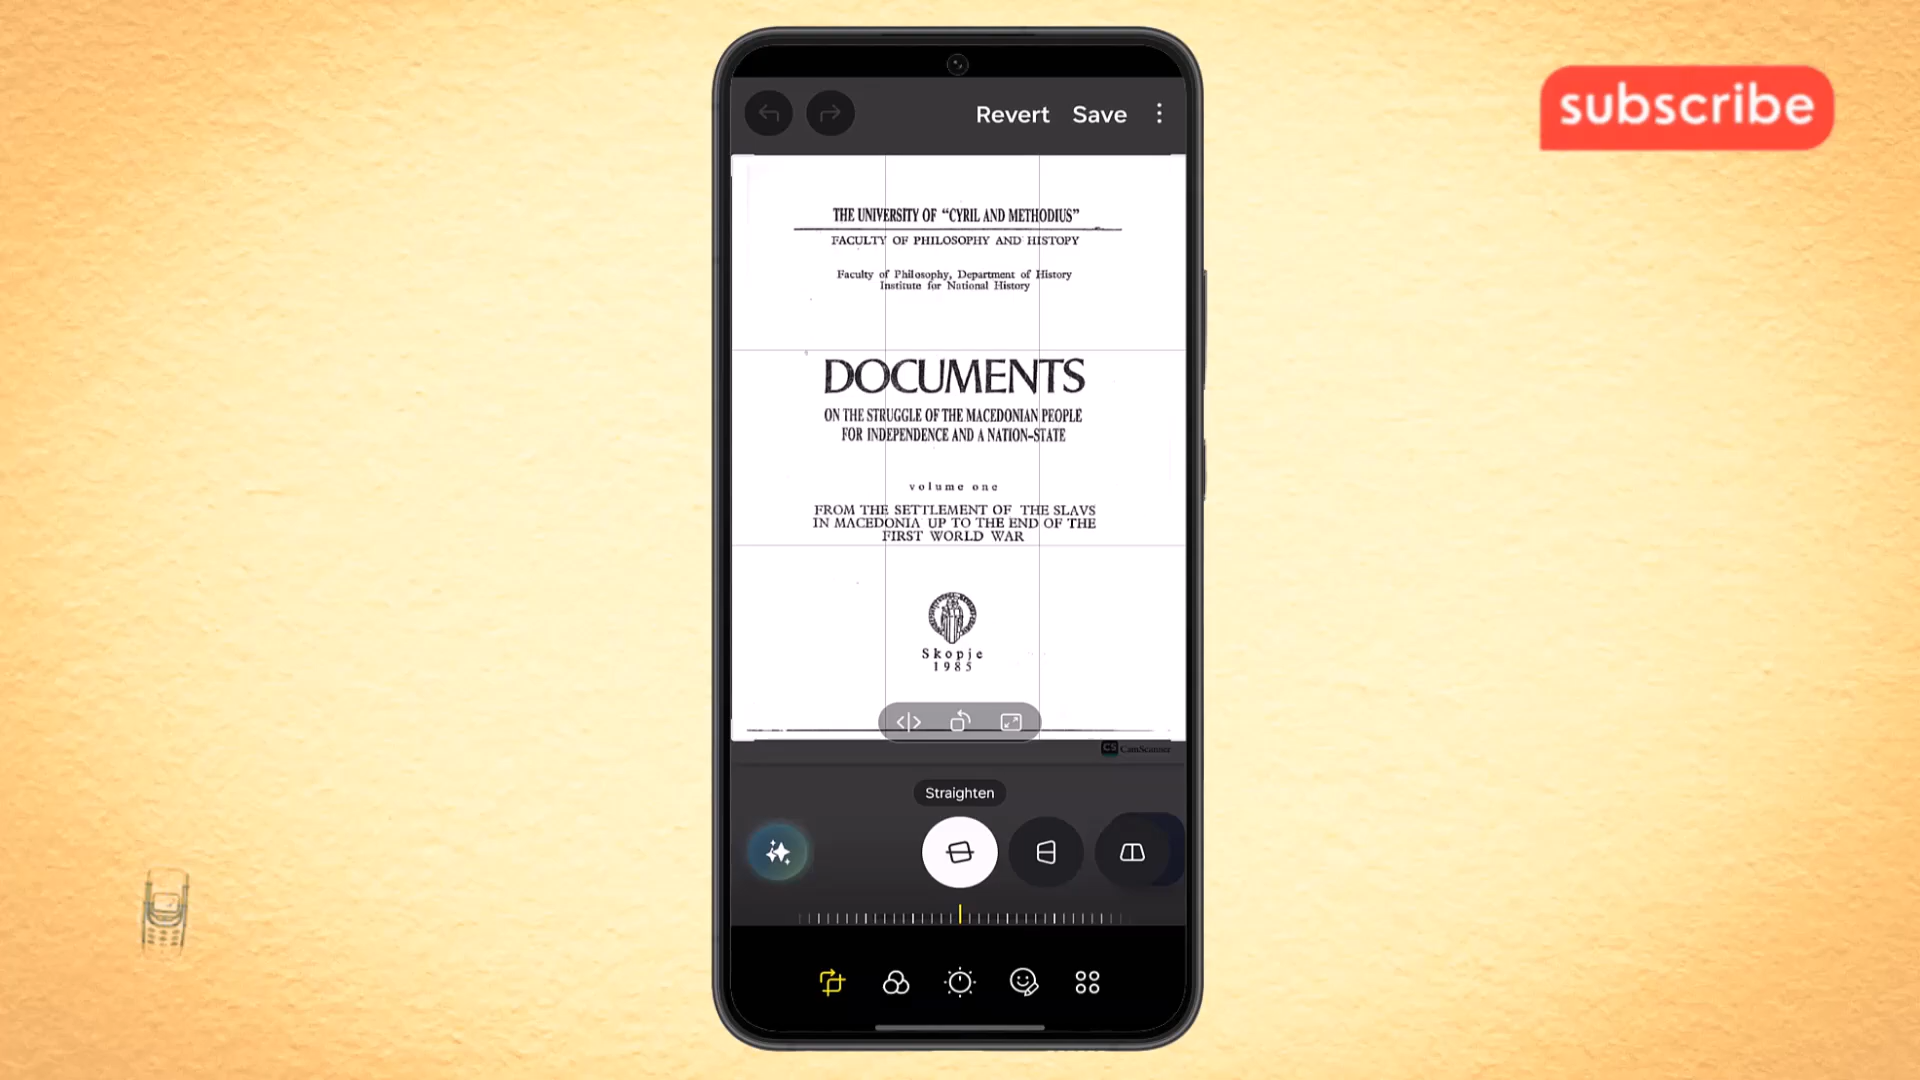 subscribe
Revert Save
THE UNIVERSITY OF “CYRIL AND METHODIUS”
FACULTY OF PHILOSOPHY AND HISTOPY
Faculty of Philosophy, Department of History
Institute for National History
DOCUMENTS
ON THE STRUGGLE OF THE MACEDONIAN PEOPLE
FOR INDEPENDENCE AND A NATION–STATE
volume one
FROM THE SETTLEMENT OF THE SLAVS
IN MACEDONIA UP TO THE END OF THE
FIRST WORLD WAR
Skopje
1985
CS CamScanner
Straighten